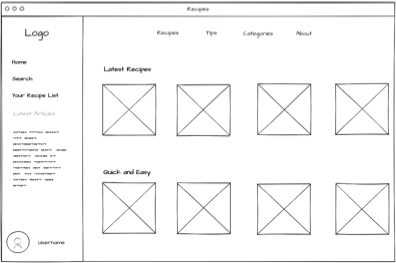 Recipes
Logo
Recipes Tips Categories About
Home
Search
Your Recipe List
Latest Articles
Latest Recipes
Quick and Easy
Username